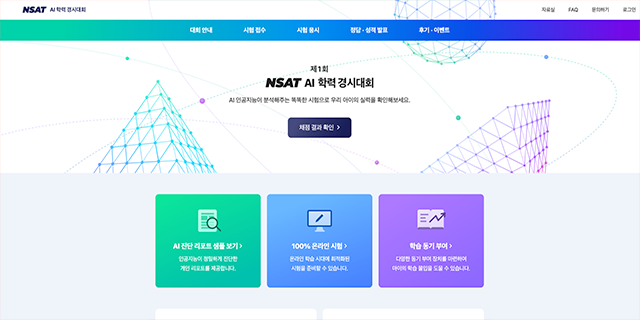 NSAT AI 학력 경시대회
자료실 FAQ 문의하기 로그인
대회 안내 시험 접수 시험 응시 정답 · 성적 발표 후기 · 이벤트
제1회
NSAT AI 학력 경시대회
AI 인공지능이 분석해주는 똑똑한 시험으로 우리 아이의 실력을 확인해보세요.
채점 결과 확인 >
AI 진단 리포트 샘플 보기 >
인공지능이 정밀하게 진단한
개인 리포트를 제공합니다.
100% 온라인 시험 >
온라인 학습 시대에 최적화된
시험을 준비할 수 있습니다.
학습 동기 부여 >
다양한 동기 부여 장치를 마련하여
아이의 학습 몰입을 도울 수 있습니다.